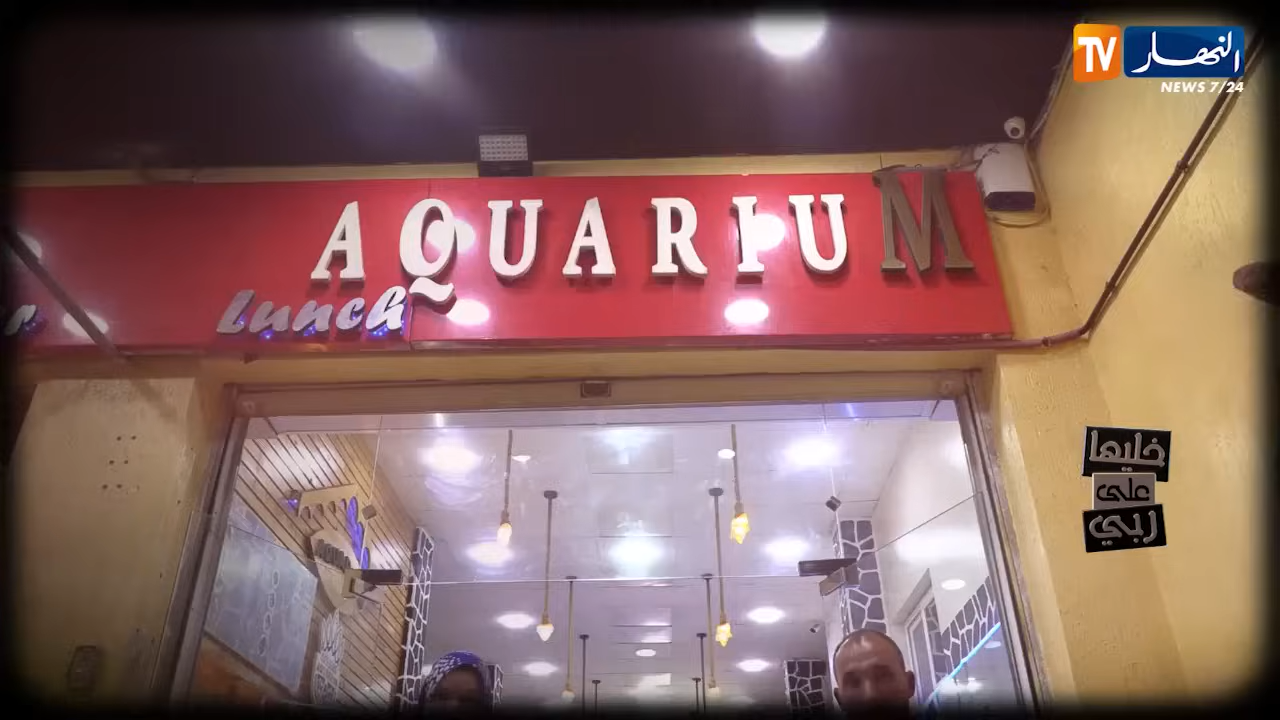 TV النهار
NEWS 7/24
AQUARIUM
Lunch
خليها
على
ربي